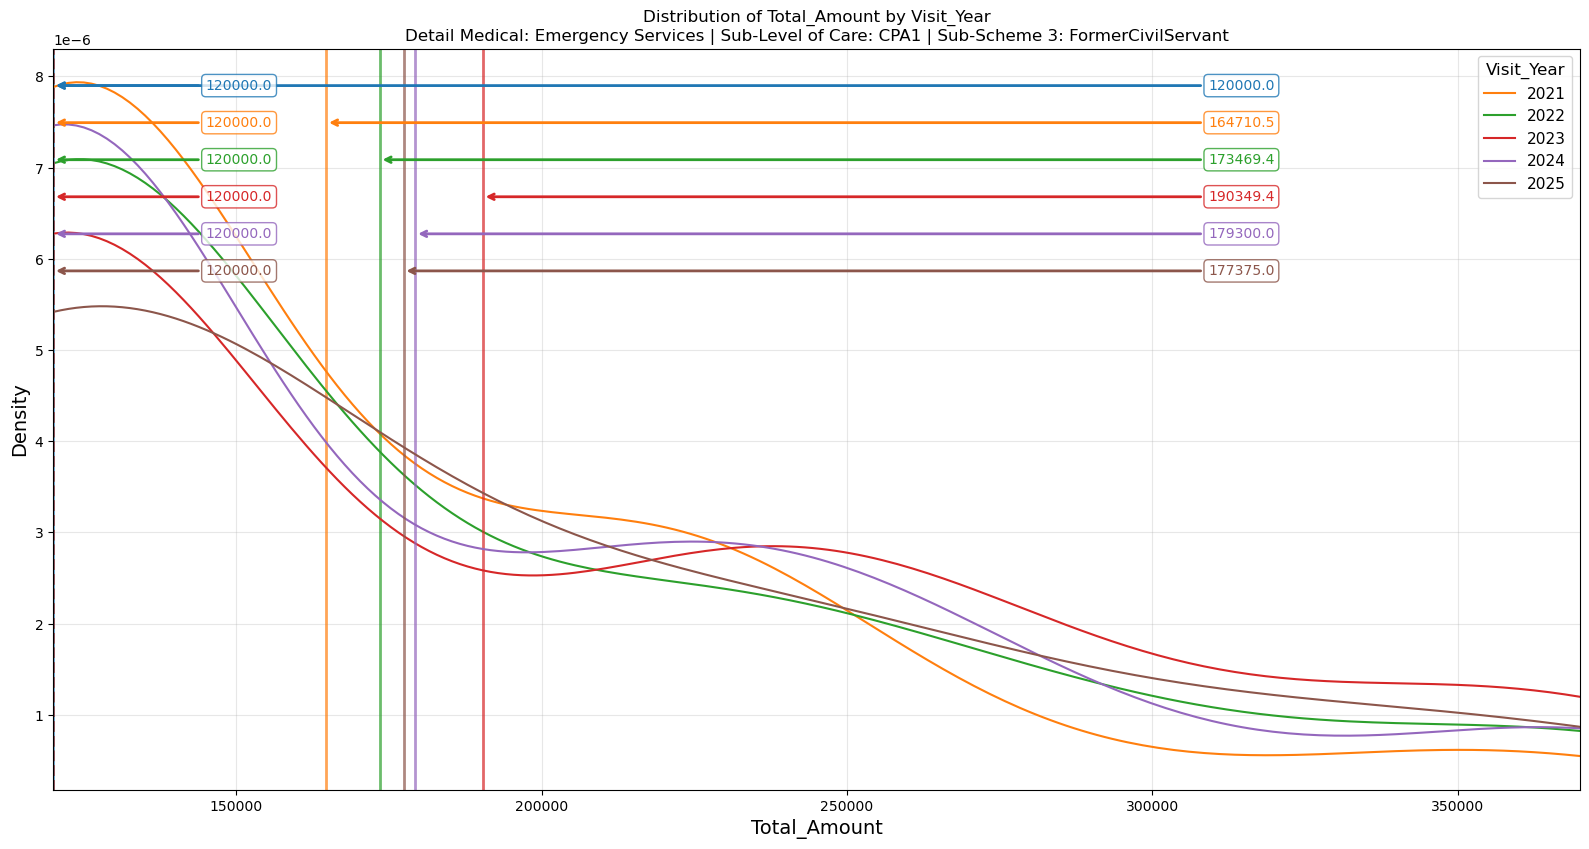 Distribution of Total_Amount by Visit_Year
Detail Medical: Emergency Services | Sub-Level of Care: CPA1 | Sub-Scheme 3: FormerCivilServant
1e−6
8
7
6
5
4
3
2
1
Density
120000.0 120000.0
120000.0 164710.5
120000.0 173469.4
120000.0 190349.4
120000.0 179300.0
120000.0 177375.0
Visit_Year
2021
2022
2023
2024
2025
150000 200000 250000 300000 350000
Total_Amount